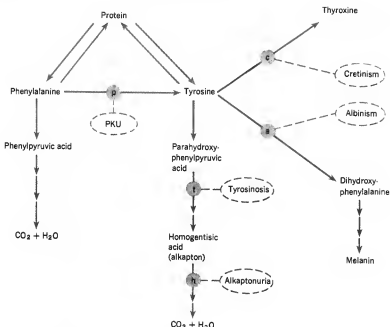 Protein
Thyroxine
c
Cretinism
Phenylalanine
p
Tyrosine
PKU
Albinism
a
Phenylpyruvic acid
Parahydroxy-
phenylpyruvic
acid
Dihydroxy-
phenylalanine
t
Tyrosinosis
CO2 + H2O
Homogentisic
acid
(alkapton)
Melanin
h
Alkaptonuria
CO2 + H2O